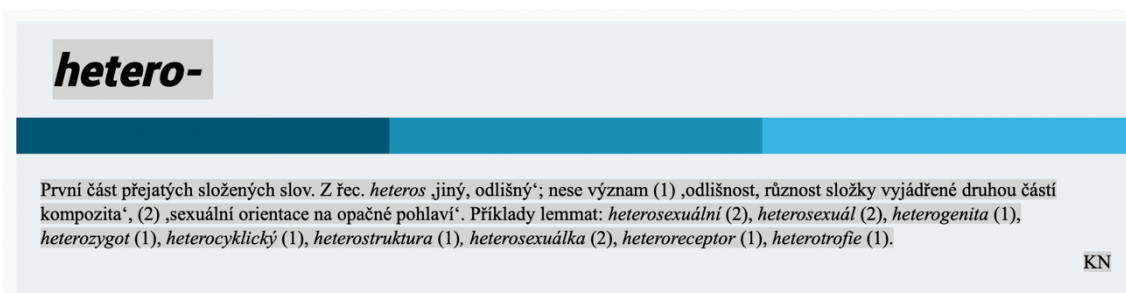 hetero-
První část přejatých složených slov. Z řec. heteros ‚jiný, odlišný‘; nese význam (1) ‚odlišnost, různost složky vyjádřené druhou částí
kompozita‘, (2) ‚sexuální orientace na opačné pohlaví‘. Příklady lemmat: heterosexuální (2), heterosexuál (2), heterogenita (1),
heterozygot (1), heterocyklický (1), heterostruktura (1), heterosexuálka (2), heteroreceptor (1), heterotrofie (1).
KN